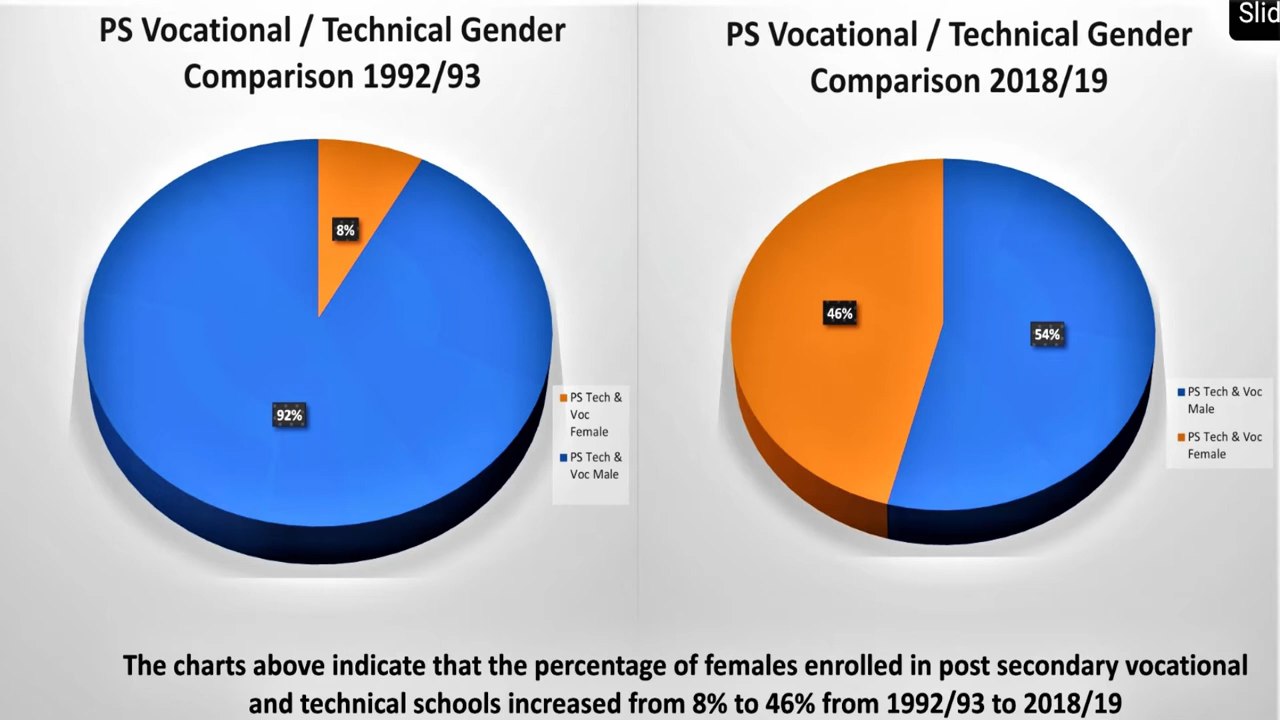 PS Vocational / Technical Gender
Comparison 1992/93
8%
92%
PS Tech &
Voc
Female
PS Tech &
Voc Male
PS Vocational / Technical Gender
Comparison 2018/19
46%
54%
PS Tech & Voc
Male
PS Tech & Voc
Female
Slid
The charts above indicate that the percentage of females enrolled in post secondary vocational
and technical schools increased from 8% to 46% from 1992/93 to 2018/19